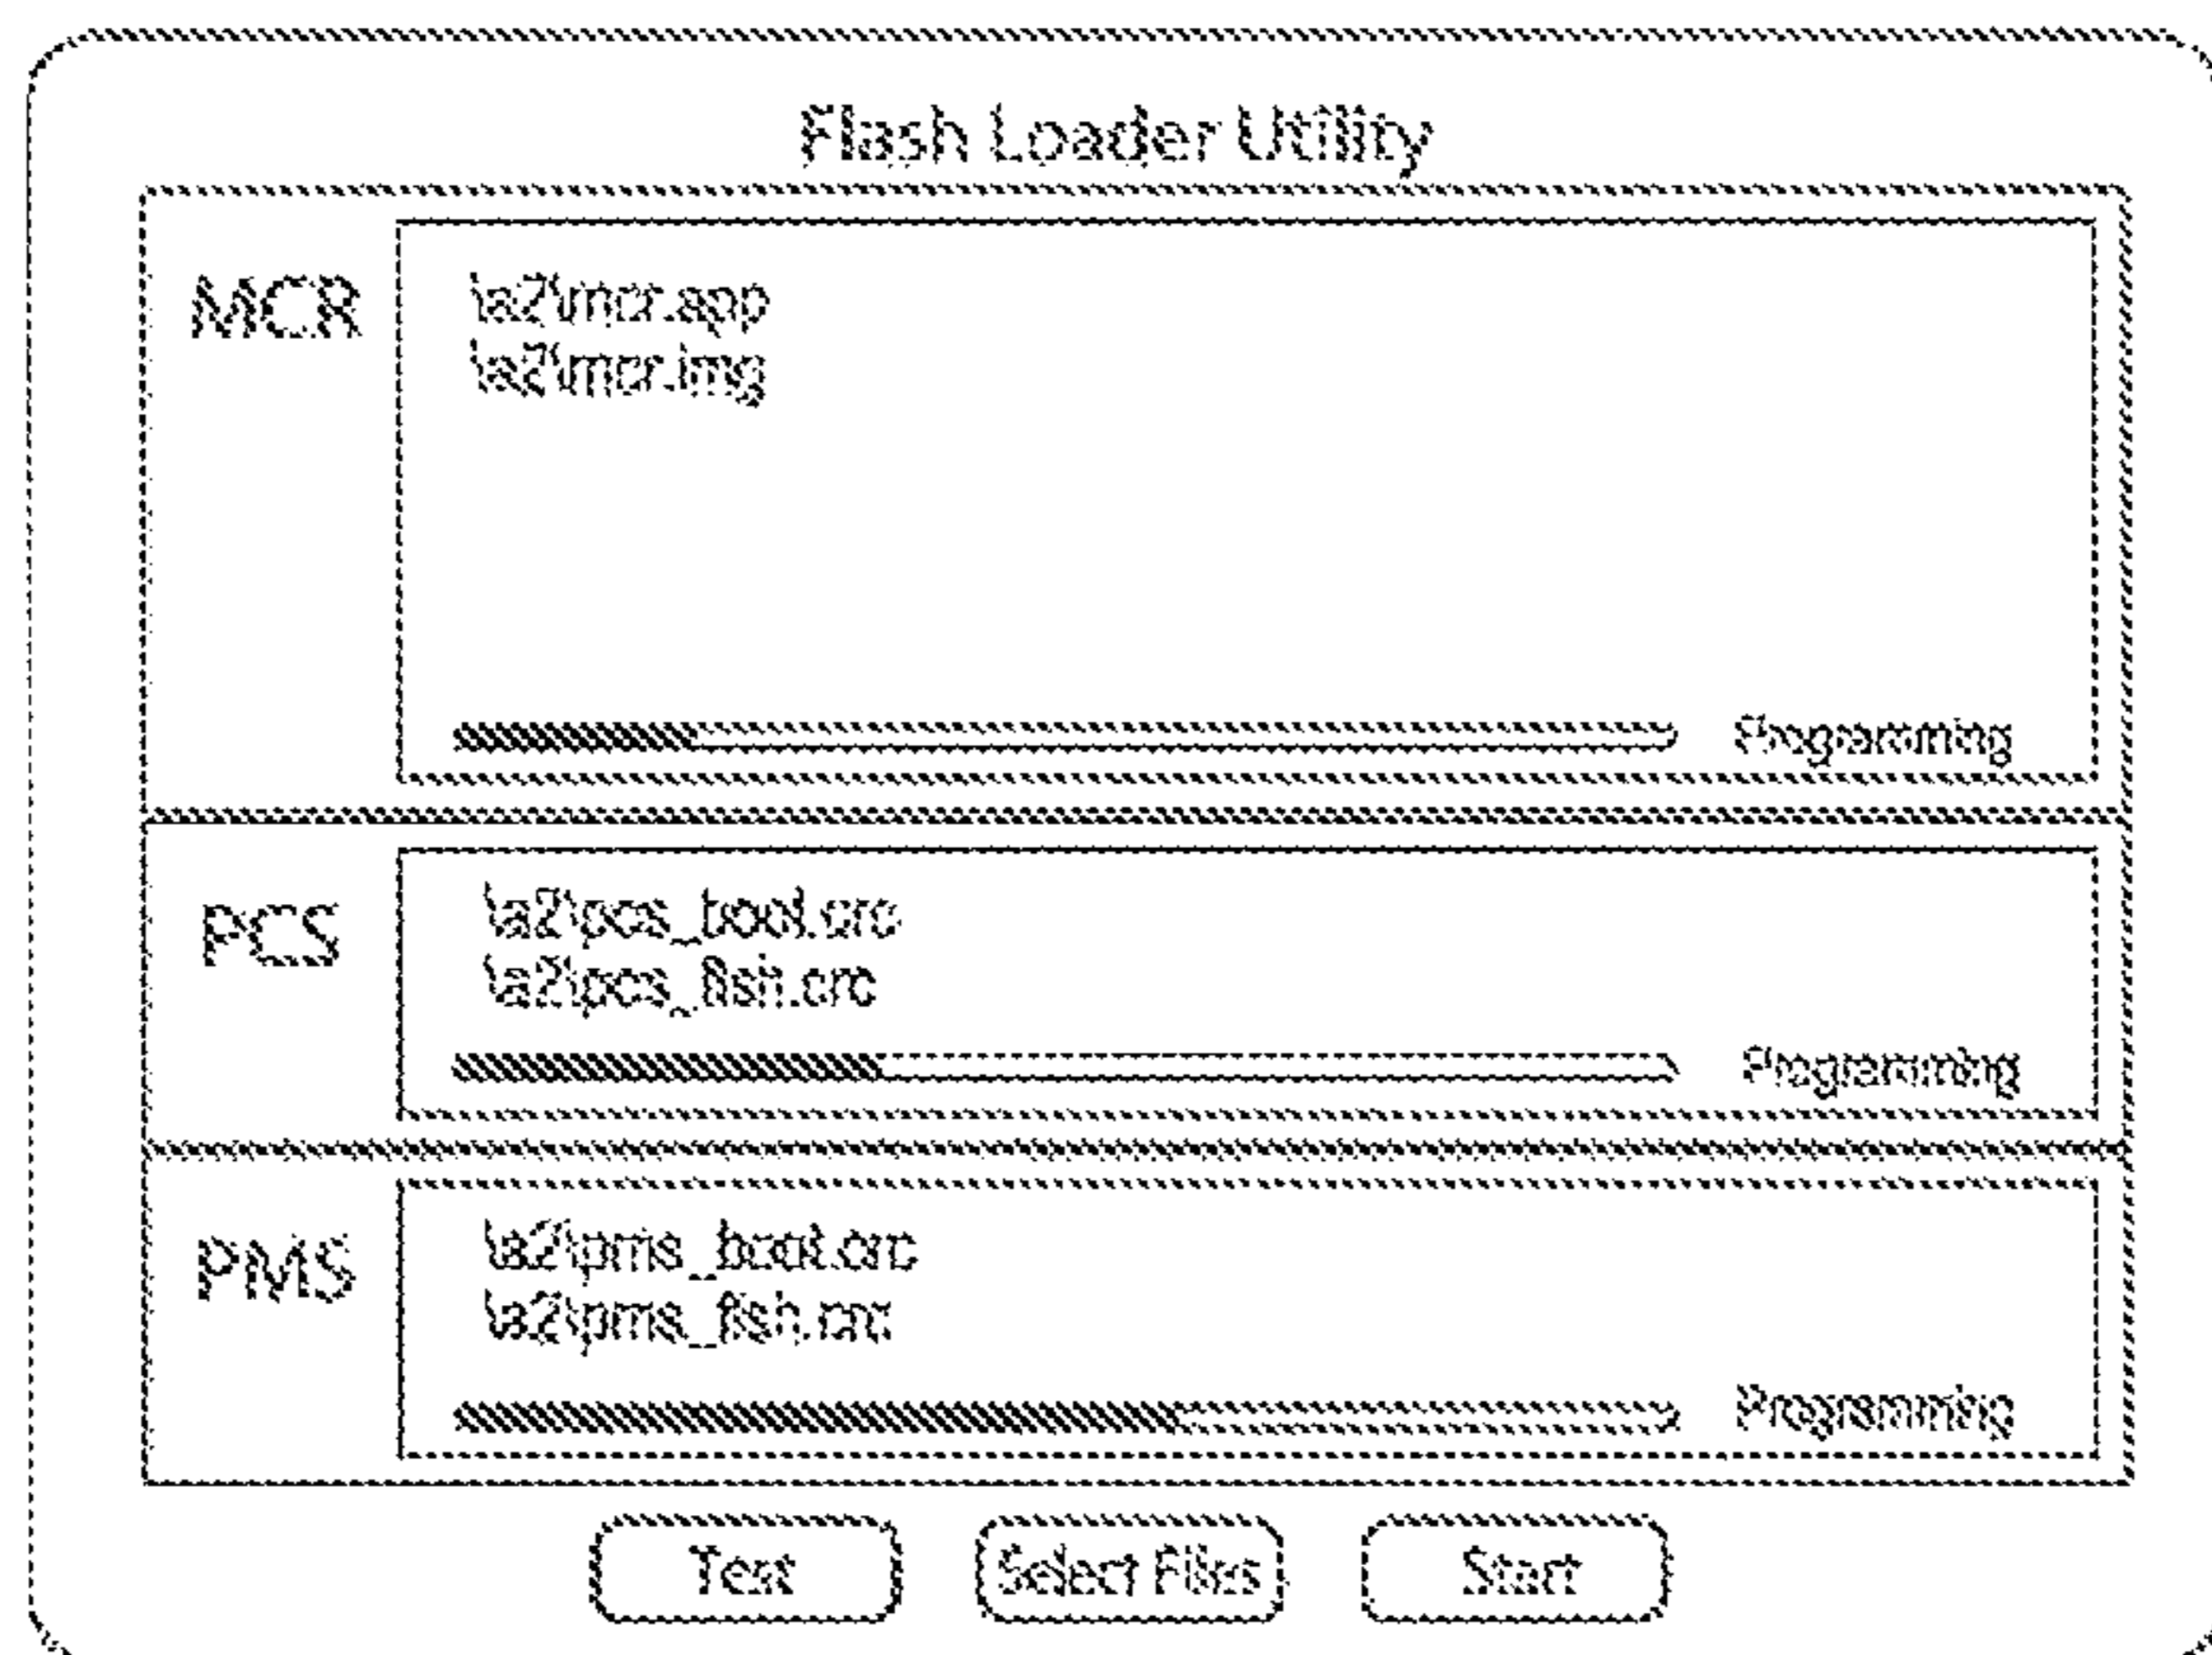 Flash Loader Utility
MCR
\a2\mcr.app
\a2\mcr.img
Programming
PCS
\a2\pcs_boot.crc
\a2\pcs_flsh.crc
Programming
PMS
\a2\pms_boot.crc
\a2\pms_flsh.crc
Programming
Test
Select Files
Start